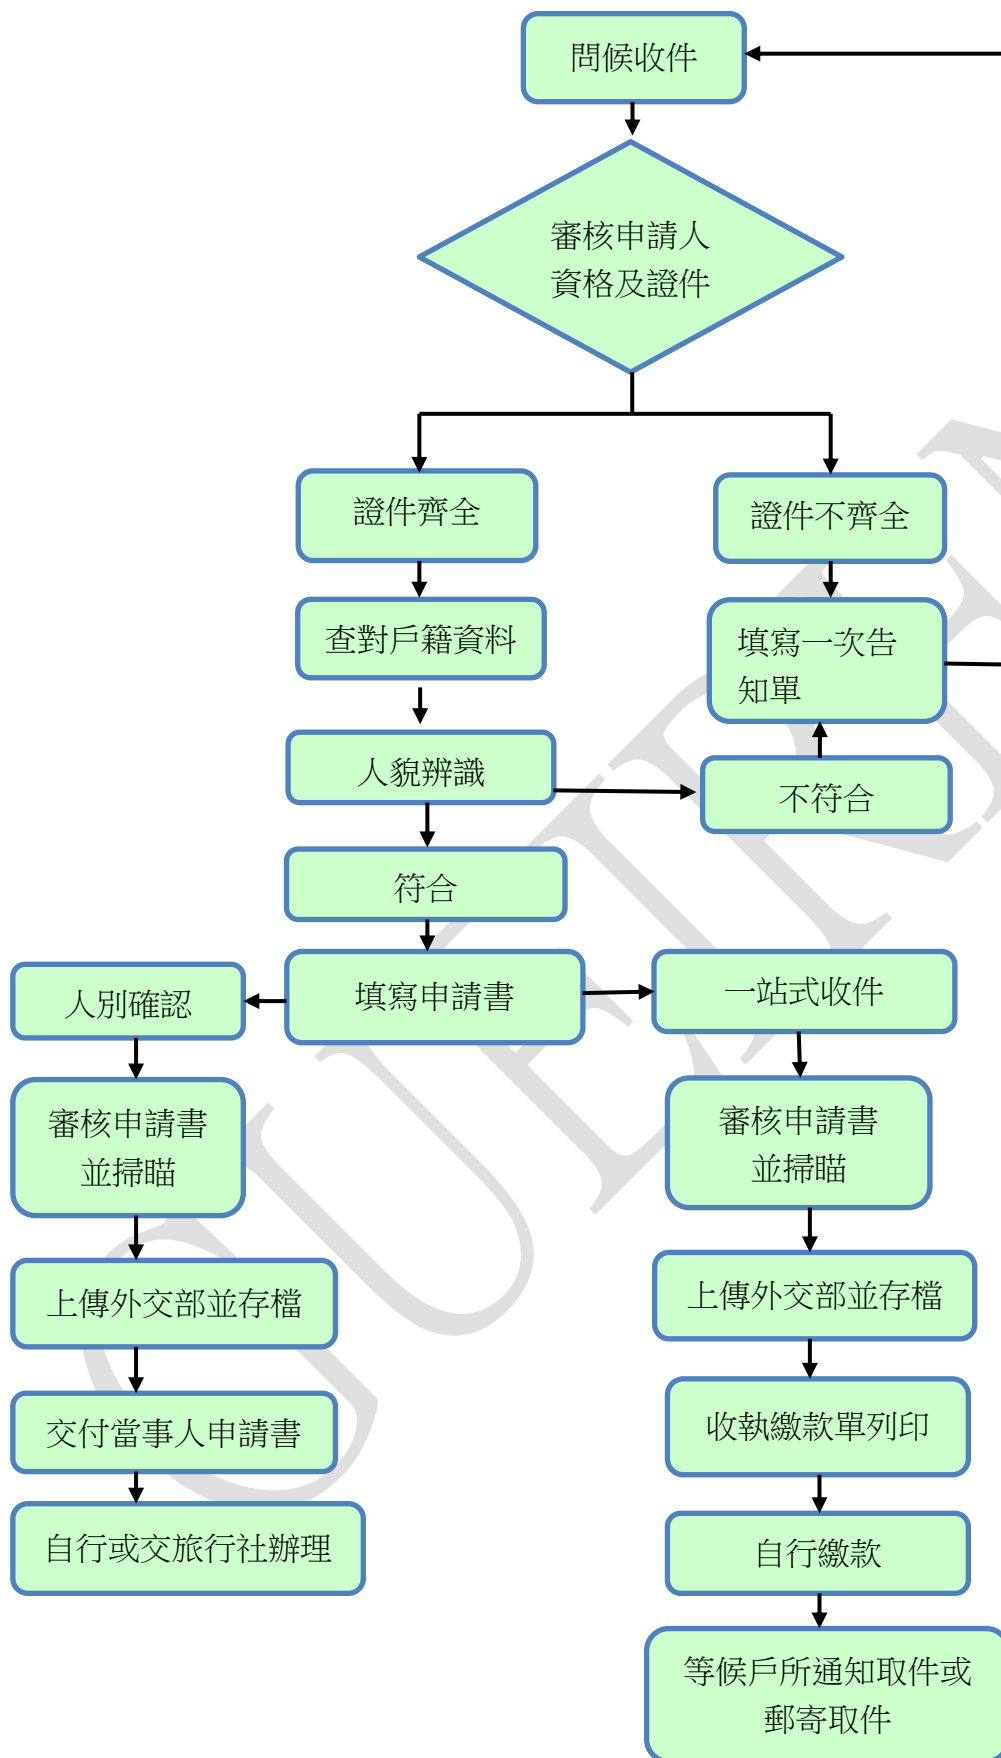 問候收件
審核申請人
資格及證件
證件齊全
證件不齊全
查對戶籍資料
填寫一次告
知單
人貌辨識
不符合
符合
人別確認
填寫申請書
一站式收件
審核申請書
並掃瞄
審核申請書
並掃瞄
上傳外交部並存檔
上傳外交部並存檔
交付當事人申請書
收執繳款單列印
自行或交旅行社辦理
自行繳款
等候戶所通知取件或
郵寄取件